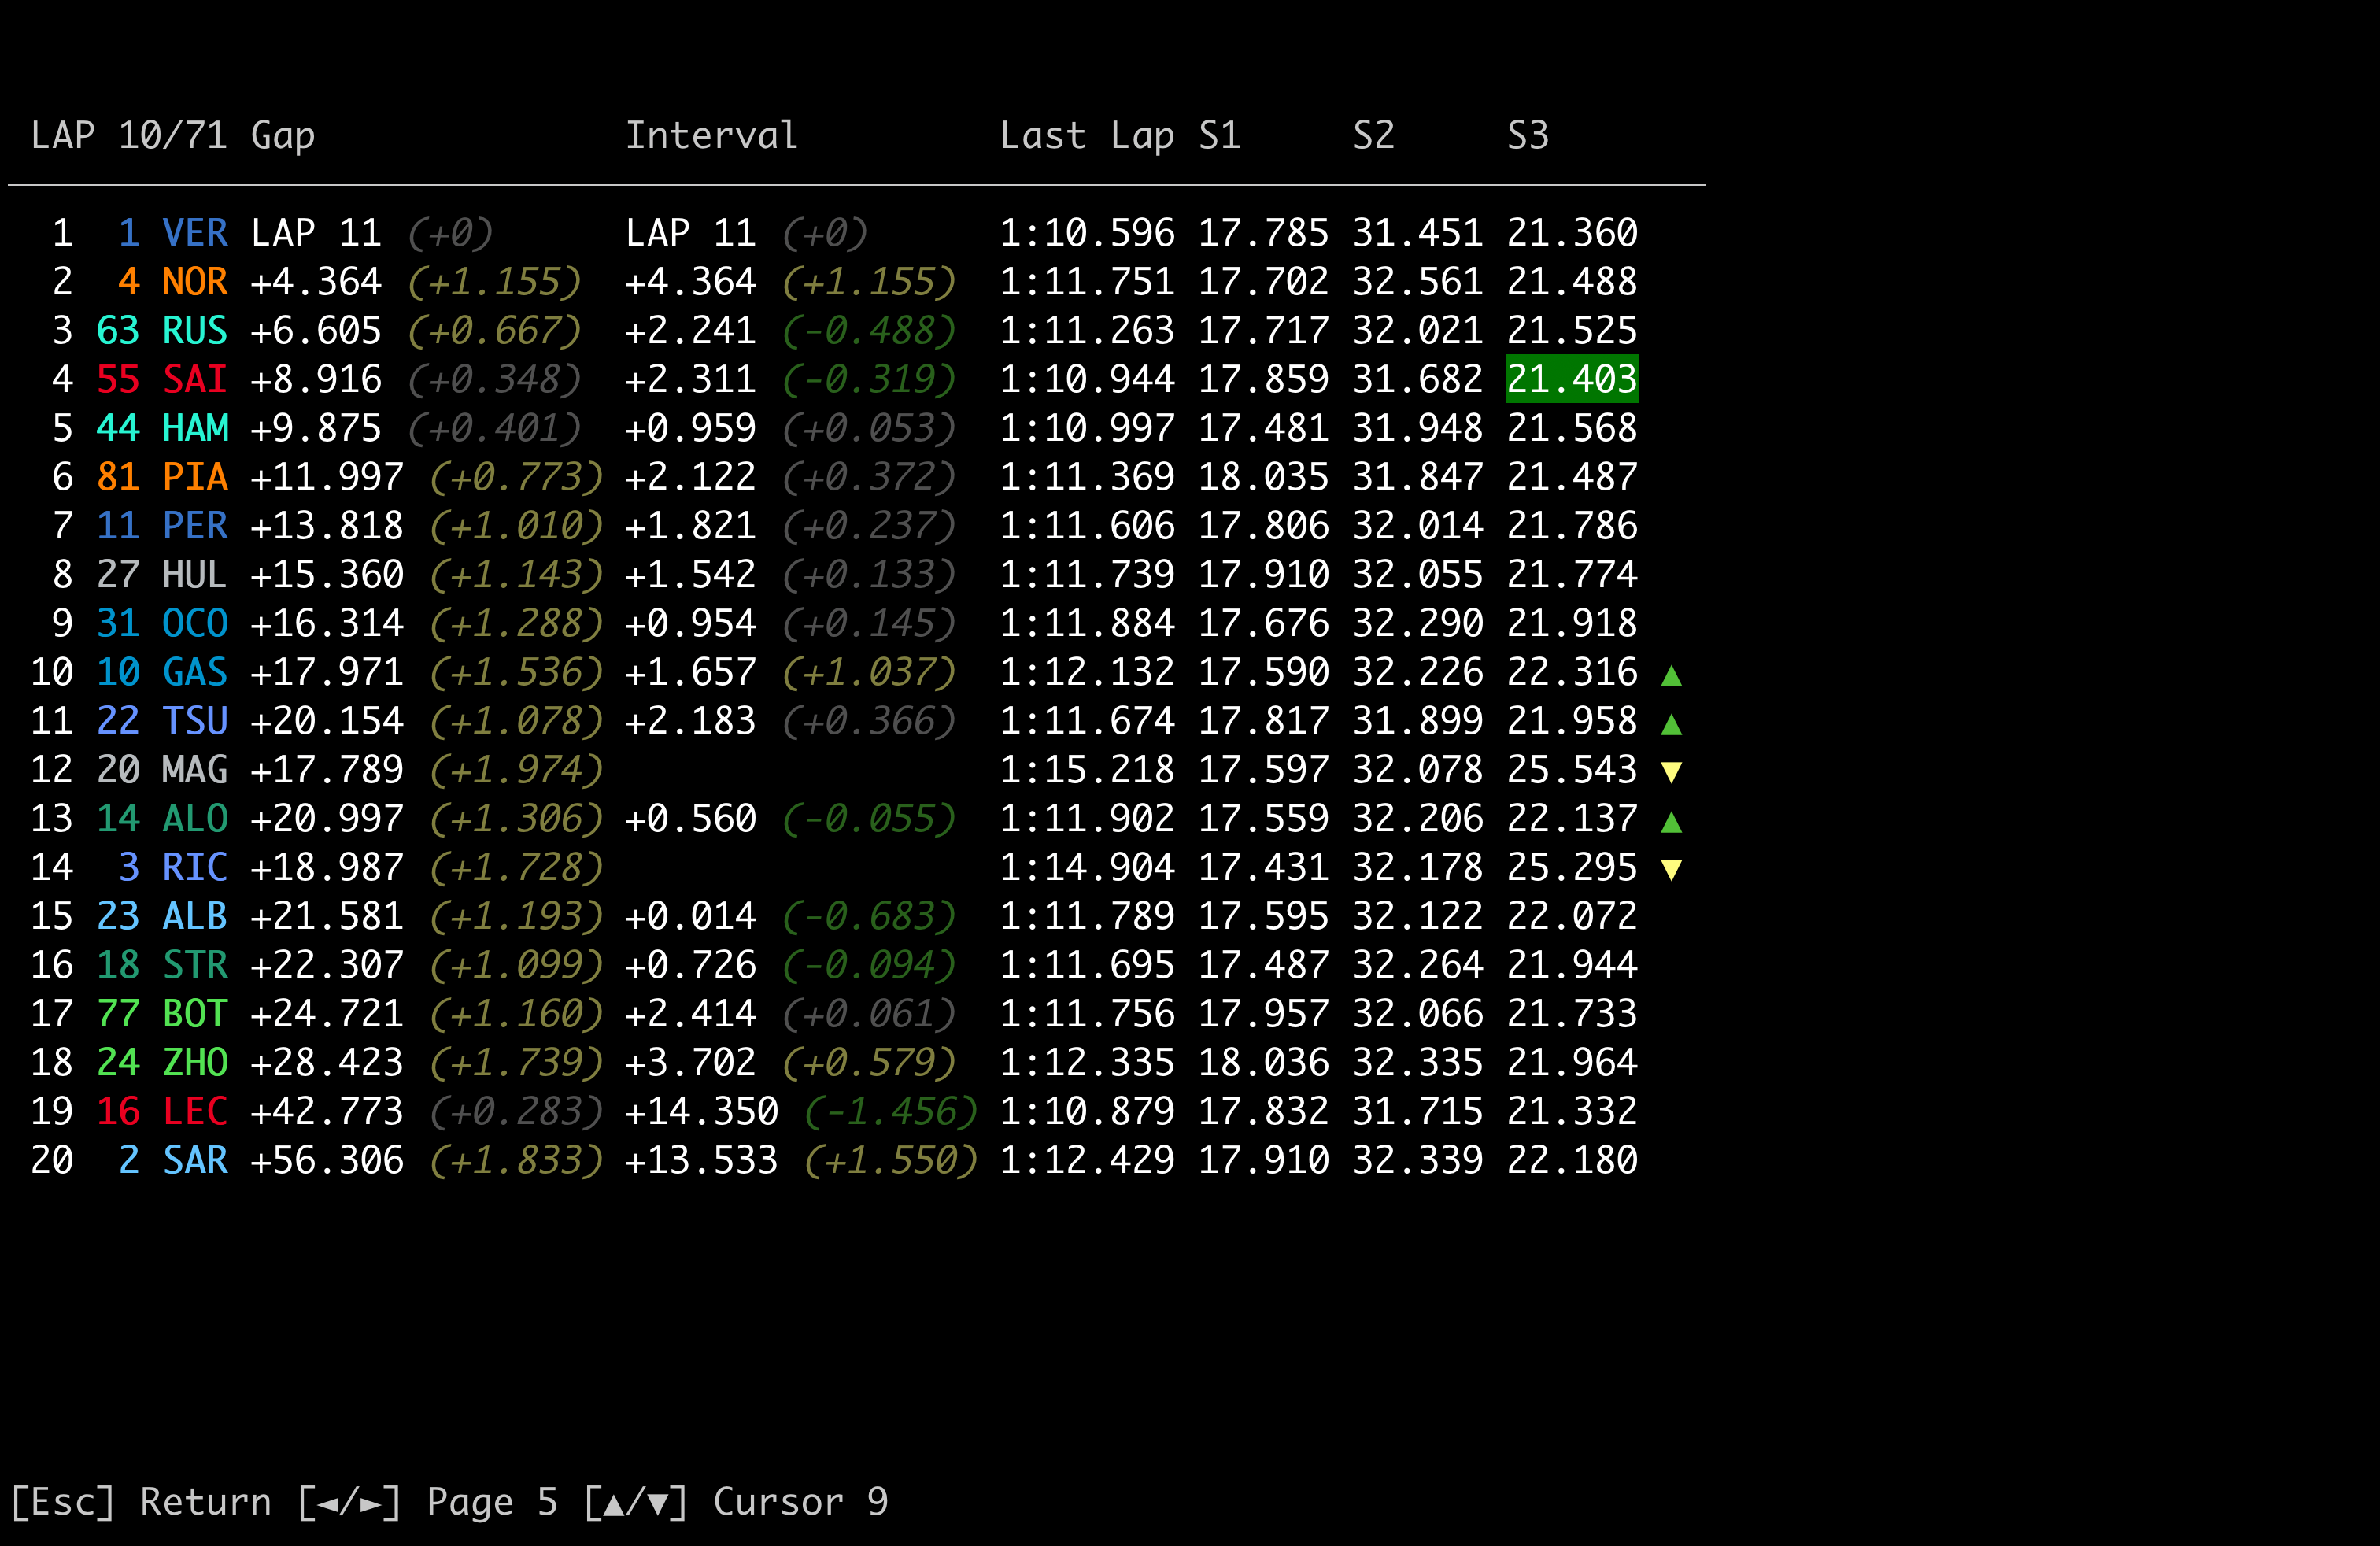 LAP 10/71 Gap Interval Last Lap S1 S2 S3
1 1 VER LAP 11 (+0) LAP 11 (+0) 1:10.596 17.785 31.451 21.360
2 4 NOR +4.364 (+1.155) +4.364 (+1.155) 1:11.751 17.702 32.561 21.488
3 63 RUS +6.605 (+0.667) +2.241 (-0.488) 1:11.263 17.717 32.021 21.525
4 55 SAI +8.916 (+0.348) +2.311 (-0.319) 1:10.944 17.859 31.682 21.403
5 44 HAM +9.875 (+0.401) +0.959 (+0.053) 1:10.997 17.481 31.948 21.568
6 81 PIA +11.997 (+0.773) +2.122 (+0.372) 1:11.369 18.035 31.847 21.487
7 11 PER +13.818 (+1.010) +1.821 (+0.237) 1:11.606 17.806 32.014 21.786
8 27 HUL +15.360 (+1.143) +1.542 (+0.133) 1:11.739 17.910 32.055 21.774
9 31 OCO +16.314 (+1.288) +0.954 (+0.145) 1:11.884 17.676 32.290 21.918
10 10 GAS +17.971 (+1.536) +1.657 (+1.037) 1:12.132 17.590 32.226 22.316 ▲
11 22 TSU +20.154 (+1.078) +2.183 (+0.366) 1:11.674 17.817 31.899 21.958 ▲
12 20 MAG +17.789 (+1.974) 1:15.218 17.597 32.078 25.543 ▼
13 14 ALO +20.997 (+1.306) +0.560 (-0.055) 1:11.902 17.559 32.206 22.137 ▲
14 3 RIC +18.987 (+1.728) 1:14.904 17.431 32.178 25.295 ▼
15 23 ALB +21.581 (+1.193) +0.014 (-0.683) 1:11.789 17.595 32.122 22.072
16 18 STR +22.307 (+1.099) +0.726 (-0.094) 1:11.695 17.487 32.264 21.944
17 77 BOT +24.721 (+1.160) +2.414 (+0.061) 1:11.756 17.957 32.066 21.733
18 24 ZHO +28.423 (+1.739) +3.702 (+0.579) 1:12.335 18.036 32.335 21.964
19 16 LEC +42.773 (+0.283) +14.350 (-1.456) 1:10.879 17.832 31.715 21.332
20 2 SAR +56.306 (+1.833) +13.533 (+1.550) 1:12.429 17.910 32.339 22.180
[Esc] Return [◄/►] Page 5 [▲/▼] Cursor 9